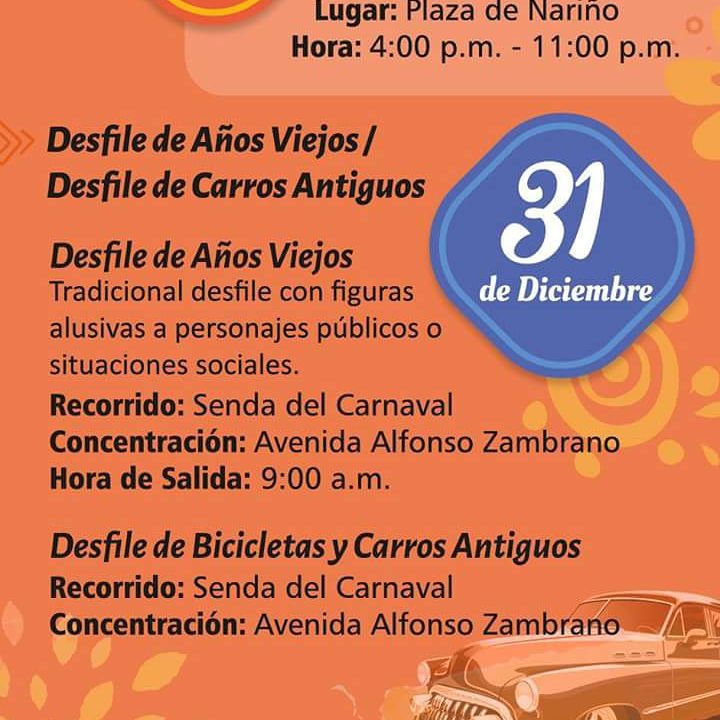 Lugar: Plaza de Nariño
Hora: 4:00 p.m. - 11:00 p.m.
Desfile de Años Viejos /
Desfile de Carros Antiguos
31
de Diciembre
Desfile de Años Viejos
Tradicional desfile con figuras
alusivas a personajes públicos o
situaciones sociales.
Recorrido: Senda del Carnaval
Concentración: Avenida Alfonso Zambrano
Hora de Salida: 9:00 a.m.
Desfile de Bicicletas y Carros Antiguos
Recorrido: Senda del Carnaval
Concentración: Avenida Alfonso Zambrano